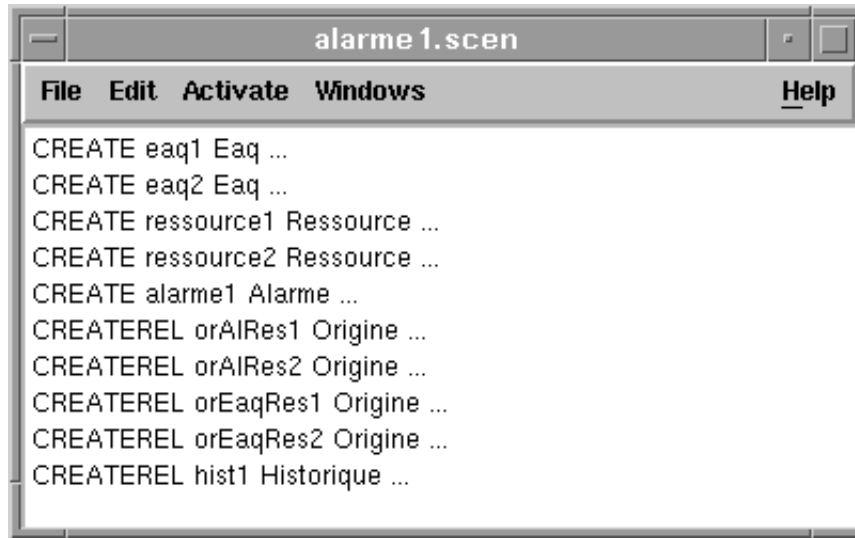 alarme1.scen
File Edit Activate Windows Help
CREATE eaq1 Eaq ...
CREATE eaq2 Eaq ...
CREATE ressource1 Ressource ...
CREATE ressource2 Ressource ...
CREATE alarme1 Alarme ...
CREATEREL orAlRes1 Origine ...
CREATEREL orAlRes2 Origine ...
CREATEREL orEaqRes1 Origine ...
CREATEREL orEaqRes2 Origine ...
CREATEREL hist1 Historique ...